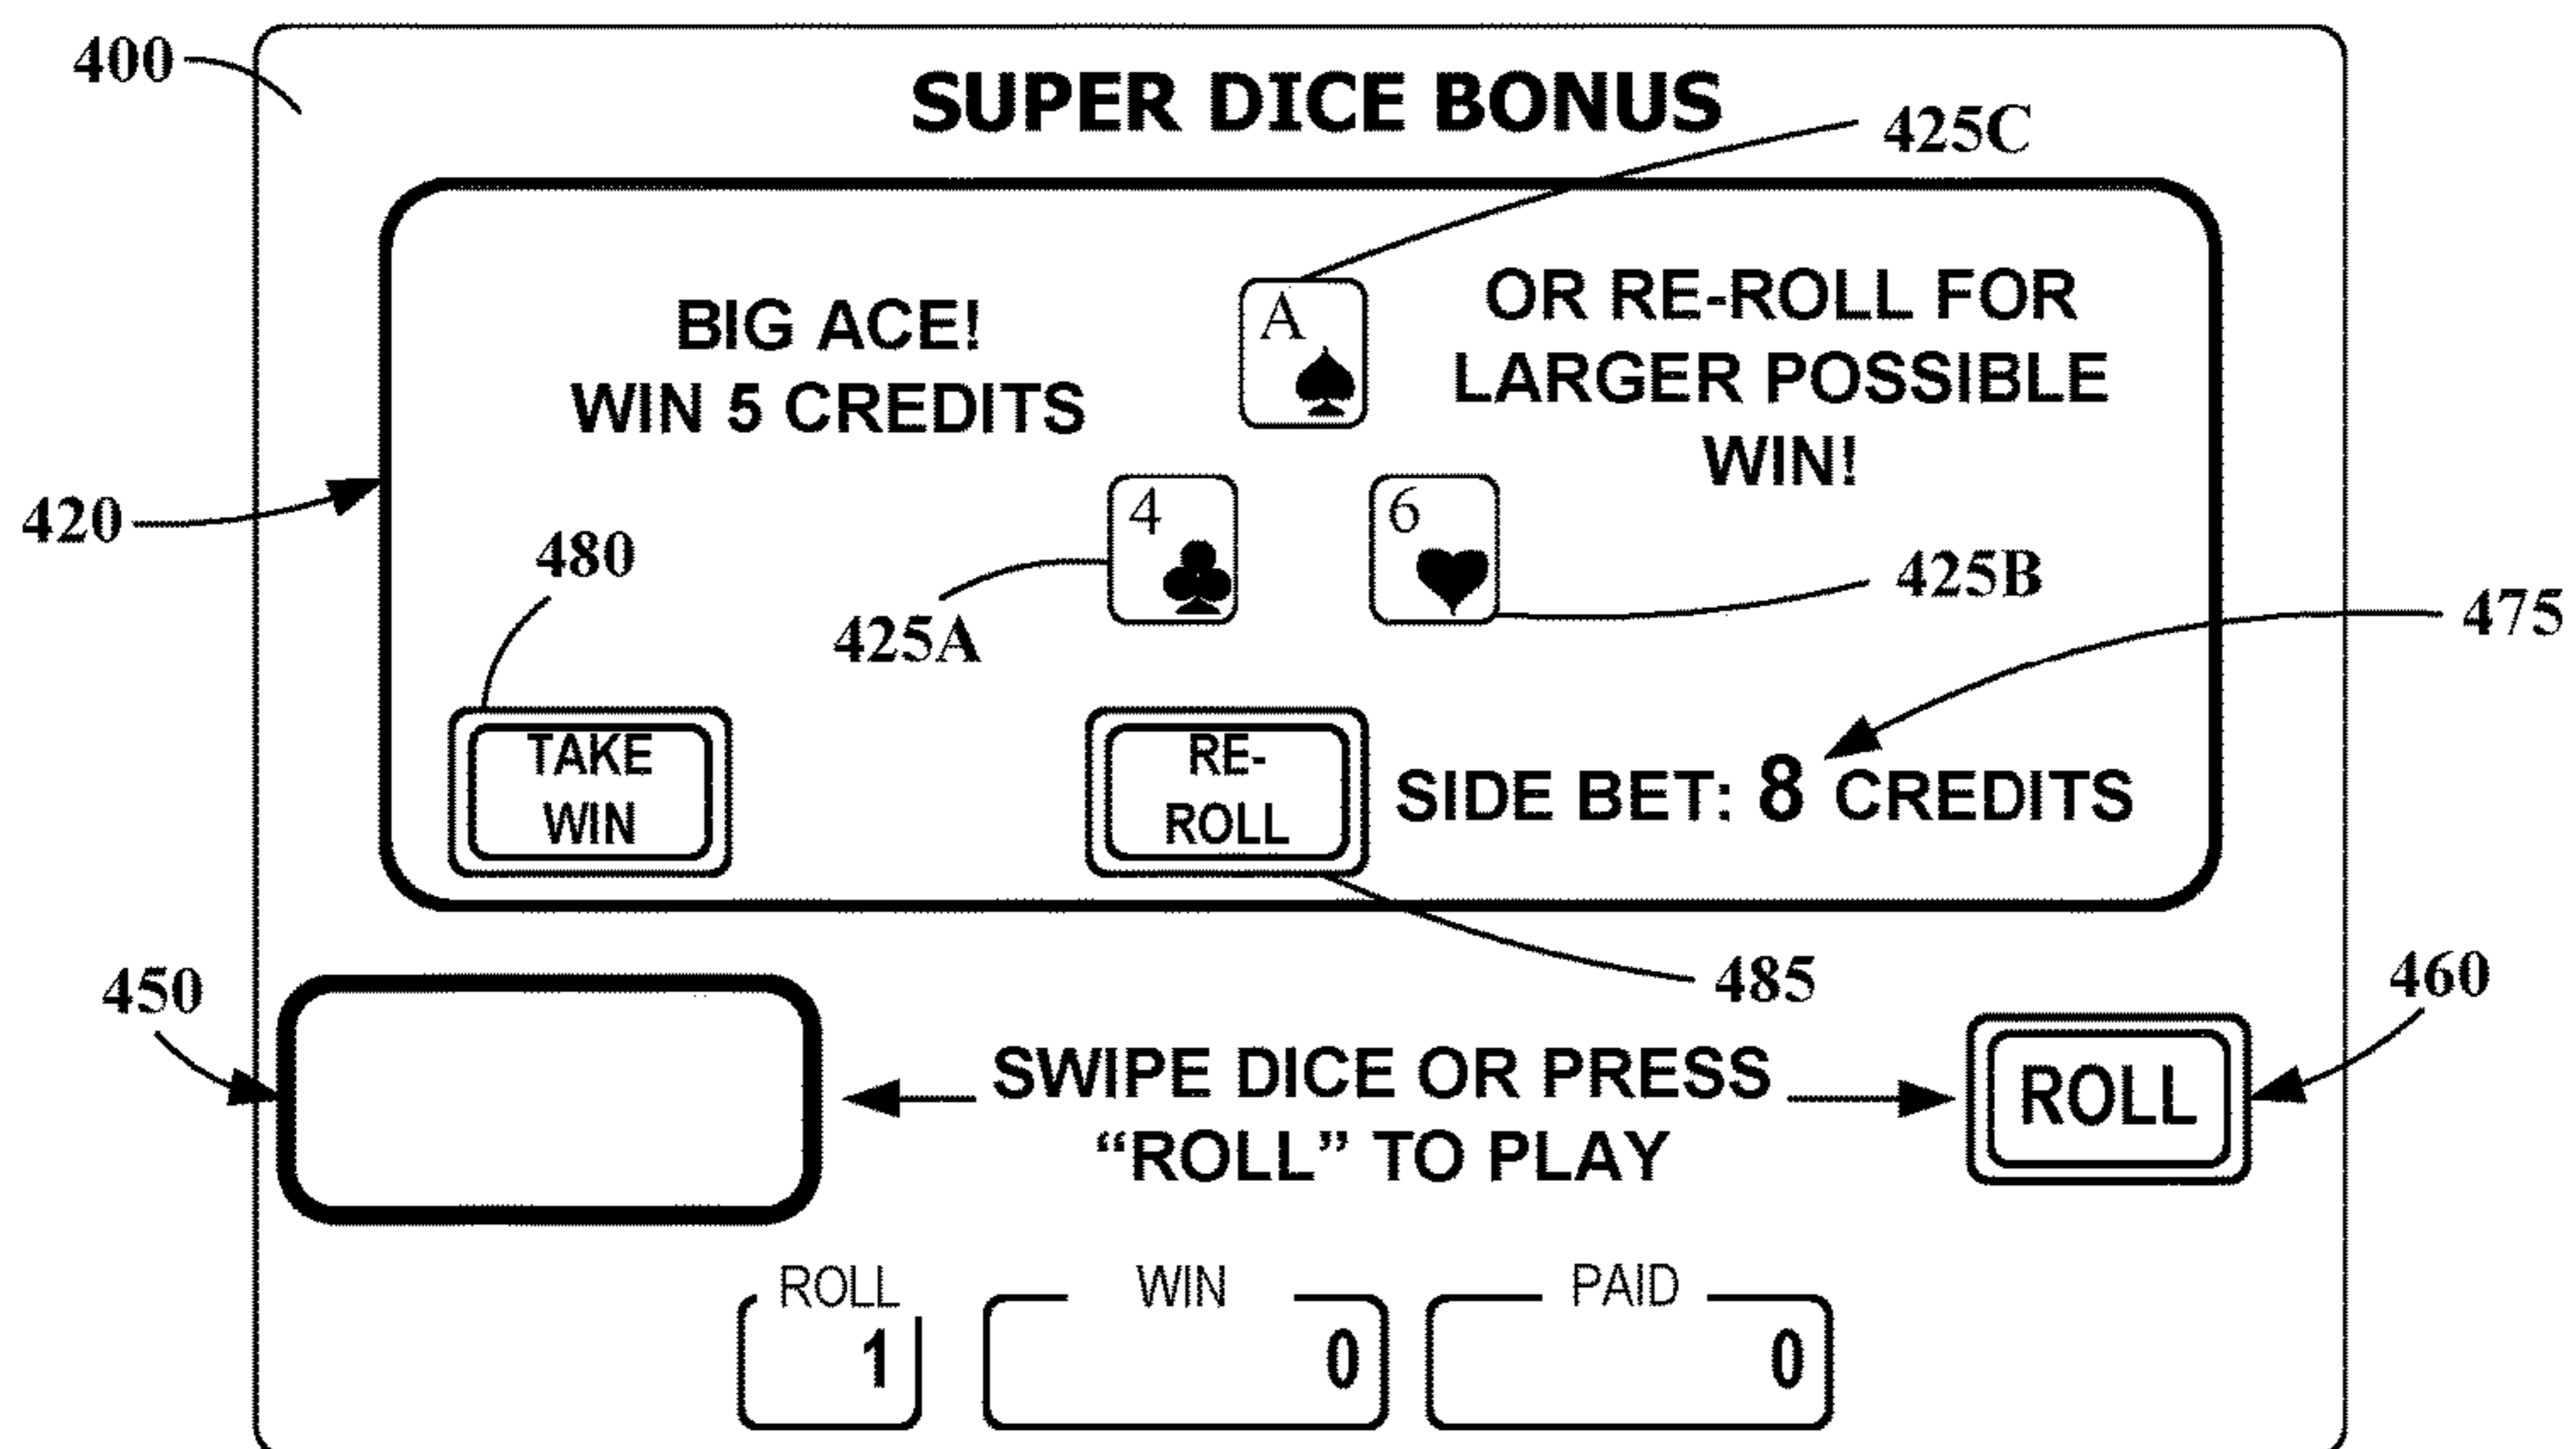 400
SUPER DICE BONUS
425C
BIG ACE!
WIN 5 CREDITS
A
OR RE-ROLL FOR
LARGER POSSIBLE
WIN!
420
480
4
6
425A
425B
475
TAKE
WIN
RE-
ROLL
SIDE BET: 8 CREDITS
485
450
460
SWIPE DICE OR PRESS
“ROLL” TO PLAY
ROLL
ROLL
1
WIN
0
PAID
0